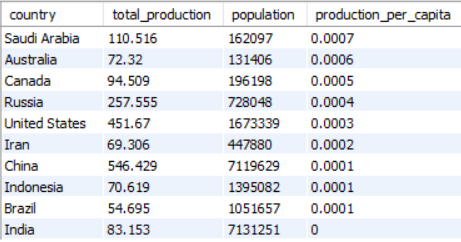 country total_production population production_per_capita
Saudi Arabia 110.516 162097 0.0007
Australia 72.32 131406 0.0006
Canada 94.509 196198 0.0005
Russia 257.555 728048 0.0004
United States 451.67 1673339 0.0003
Iran 69.306 447880 0.0002
China 546.429 7119629 0.0001
Indonesia 70.619 1395082 0.0001
Brazil 54.695 1051657 0.0001
India 83.153 7131251 0